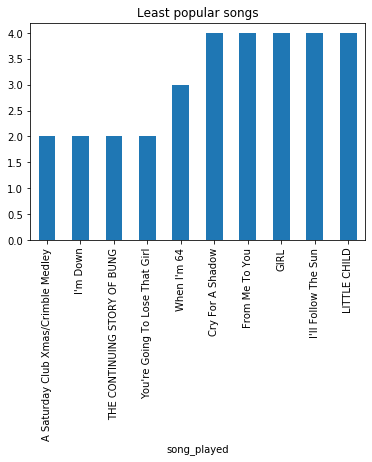 Least popular songs
4.0
3.5
3.0
2.5
2.0
1.5
1.0
0.5
0.0
A Saturday Club Xmas/Crimble Medley
I'm Down
THE CONTINUING STORY OF BUNG
You're Going To Lose That Girl
When I'm 64
Cry For A Shadow
From Me To You
GIRL
I'll Follow The Sun
LITTLE CHILD
song_played